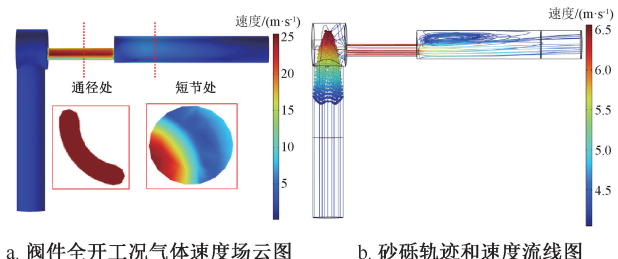 速度/(m·s⁻¹)
25
20
15
10
5
通径处
短节处
a. 阀件全开工况气体速度场云图
速度/(m·s⁻¹)
6.5
6.0
5.5
5.0
4.5
b. 砂砾轨迹和速度流线图